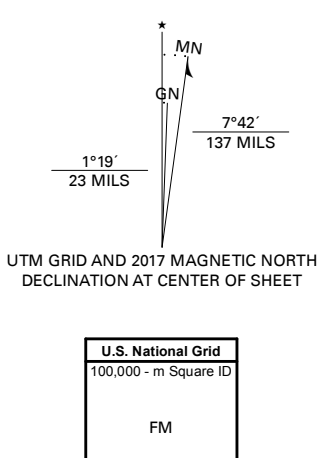 ★
MN
GN
7°42´
137 MILS
1°19´
23 MILS
UTM GRID AND 2017 MAGNETIC NORTH
DECLINATION AT CENTER OF SHEET
U.S. National Grid
100,000 - m Square ID
FM